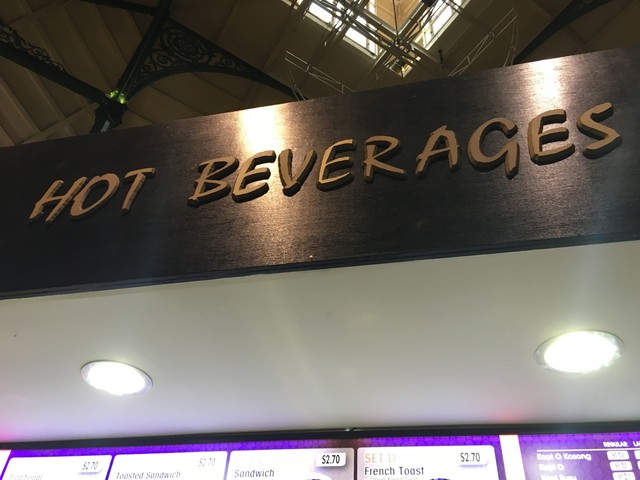 HOT BEVERAGES
$2.70
Toasted Sandwich
$2.70
Sandwich
$2.70
SET D
French Toast
$2.70
REGULAR
Kopi O Kosong
Kopi O